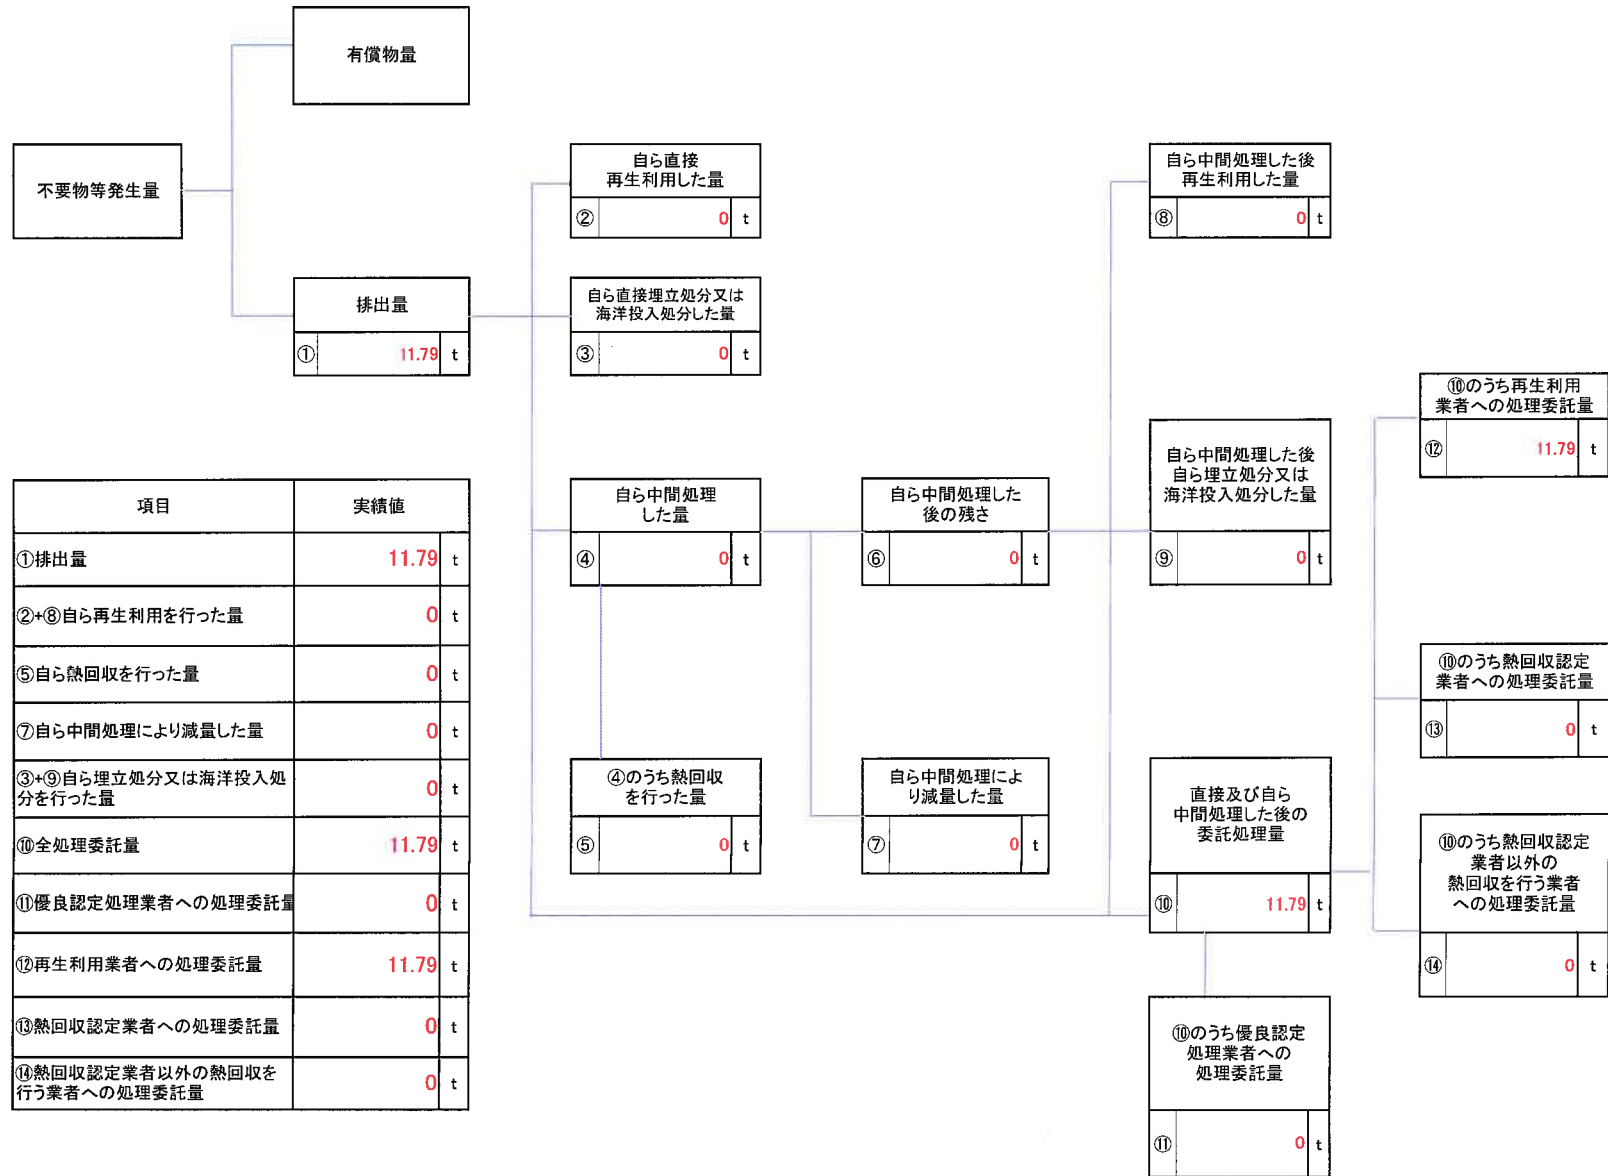 有償物量
不要物等発生量
排出量
① 11.79 t
自ら直接
再生利用した量
② 0 t
自ら直接埋立処分又は
海洋投入処分した量
③ 0 t
自ら中間処理
した量
④ 0 t
④のうち熱回収
を行った量
⑤ 0 t
自ら中間処理した
後の残さ
⑥ 0 t
自ら中間処理によ
り減量した量
⑦ 0 t
自ら中間処理した後
再生利用した量
⑧ 0 t
自ら中間処理した後
自ら埋立処分又は
海洋投入処分した量
⑨ 0 t
直接及び自ら
中間処理した後の
委託処理量
⑩ 11.79 t
⑩のうち優良認定
処理業者への
処理委託量
⑪ 0 t
⑩のうち再生利用
業者への処理委託量
⑫ 11.79 t
⑩のうち熱回収認定
業者への処理委託量
⑬ 0 t
⑩のうち熱回収認定
業者以外の
熱回収を行う業者
への処理委託量
⑭ 0 t
項目 実績値
①排出量 11.79 t
②+⑧自ら再生利用を行った量 0 t
⑤自ら熱回収を行った量 0 t
⑦自ら中間処理により減量した量 0 t
③+⑨自ら埋立処分又は海洋投入処
分を行った量 0 t
⑩全処理委託量 11.79 t
⑪優良認定処理業者への処理委託量 0 t
⑫再生利用業者への処理委託量 11.79 t
⑬熱回収認定業者への処理委託量 0 t
⑭熱回収認定業者以外の熱回収を
行う業者への処理委託量 0 t